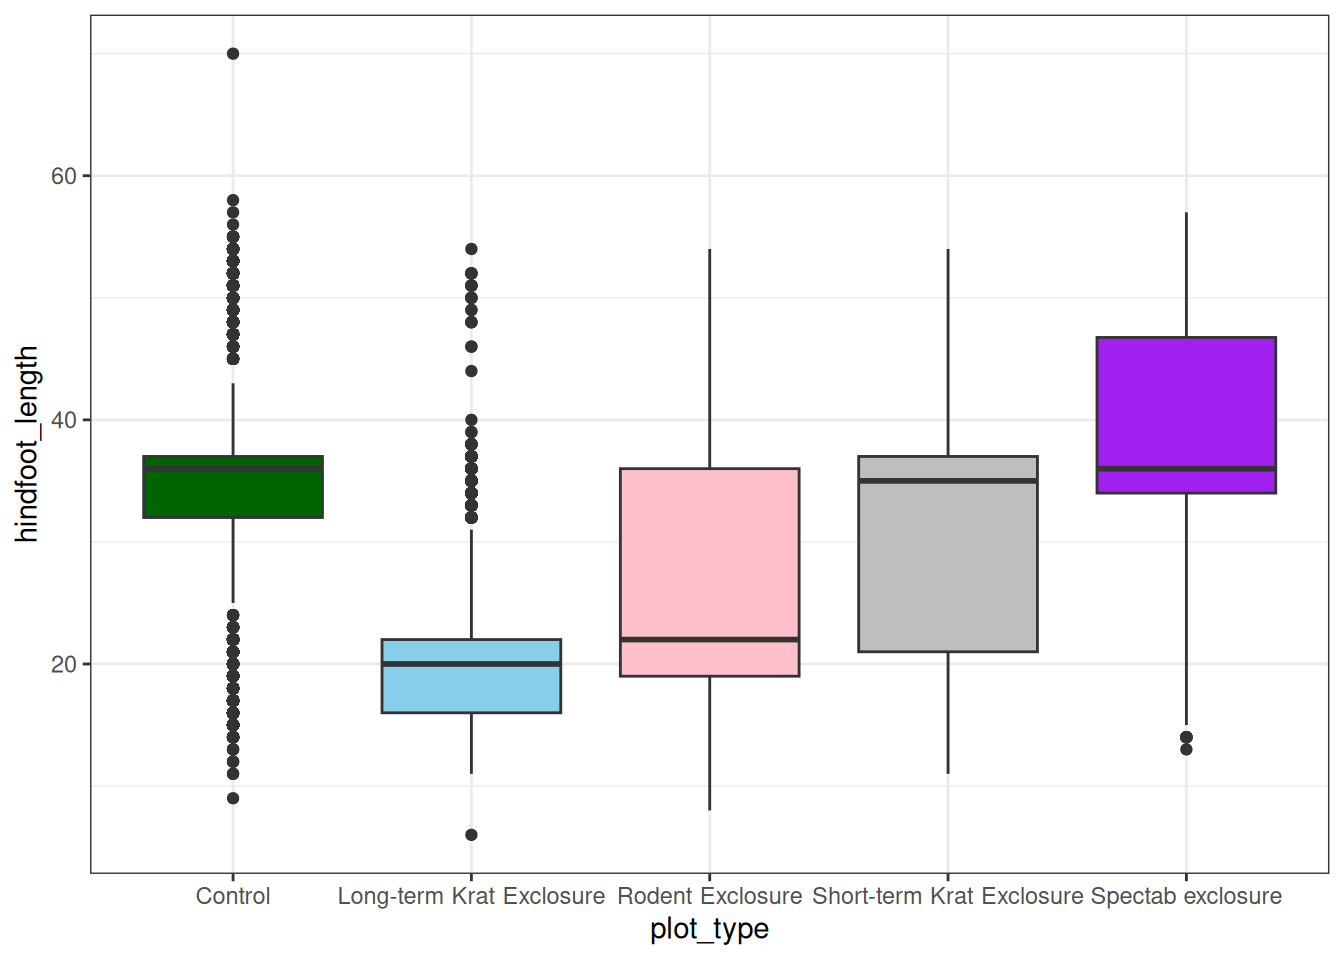 hindfoot_length
60
40
20
Control
Long-term Krat Exclosure
Rodent Exclosure
Short-term Krat Exclosure
Spectab exclosure
plot_type